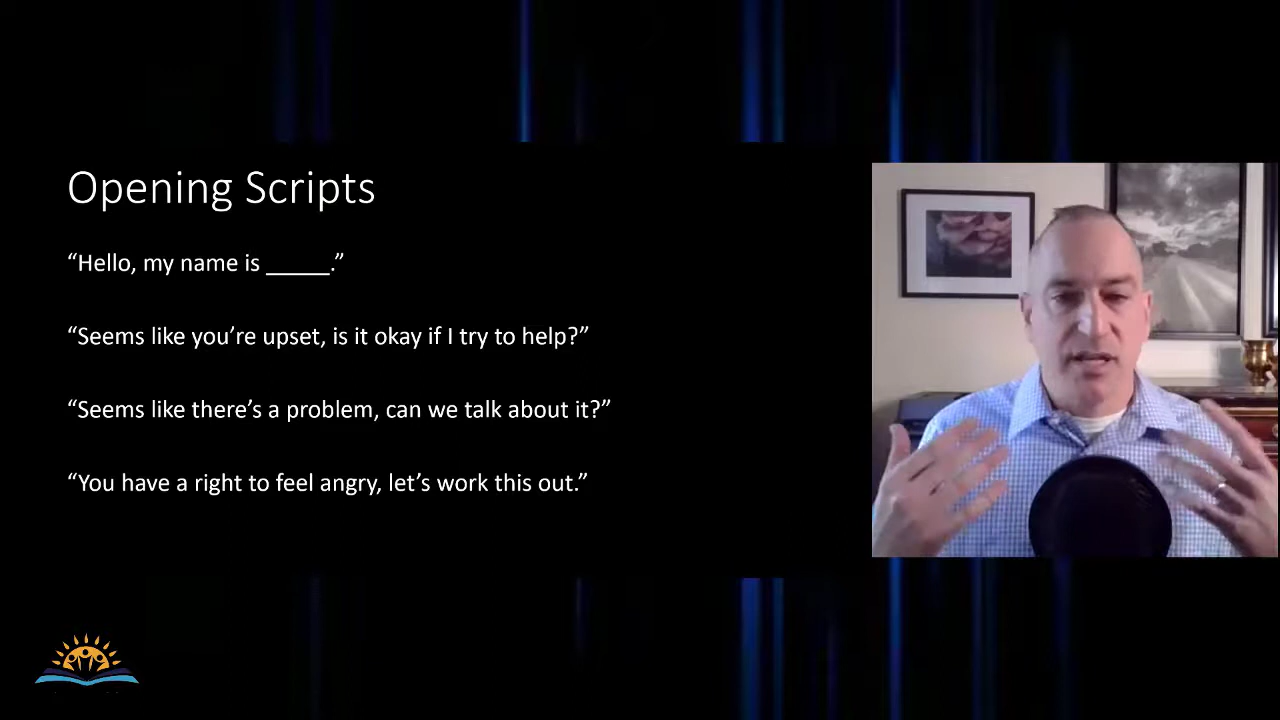 Opening Scripts
“Hello, my name is _____.”
“Seems like you’re upset, is it okay if I try to help?”
“Seems like there’s a problem, can we talk about it?”
“You have a right to feel angry, let’s work this out.”